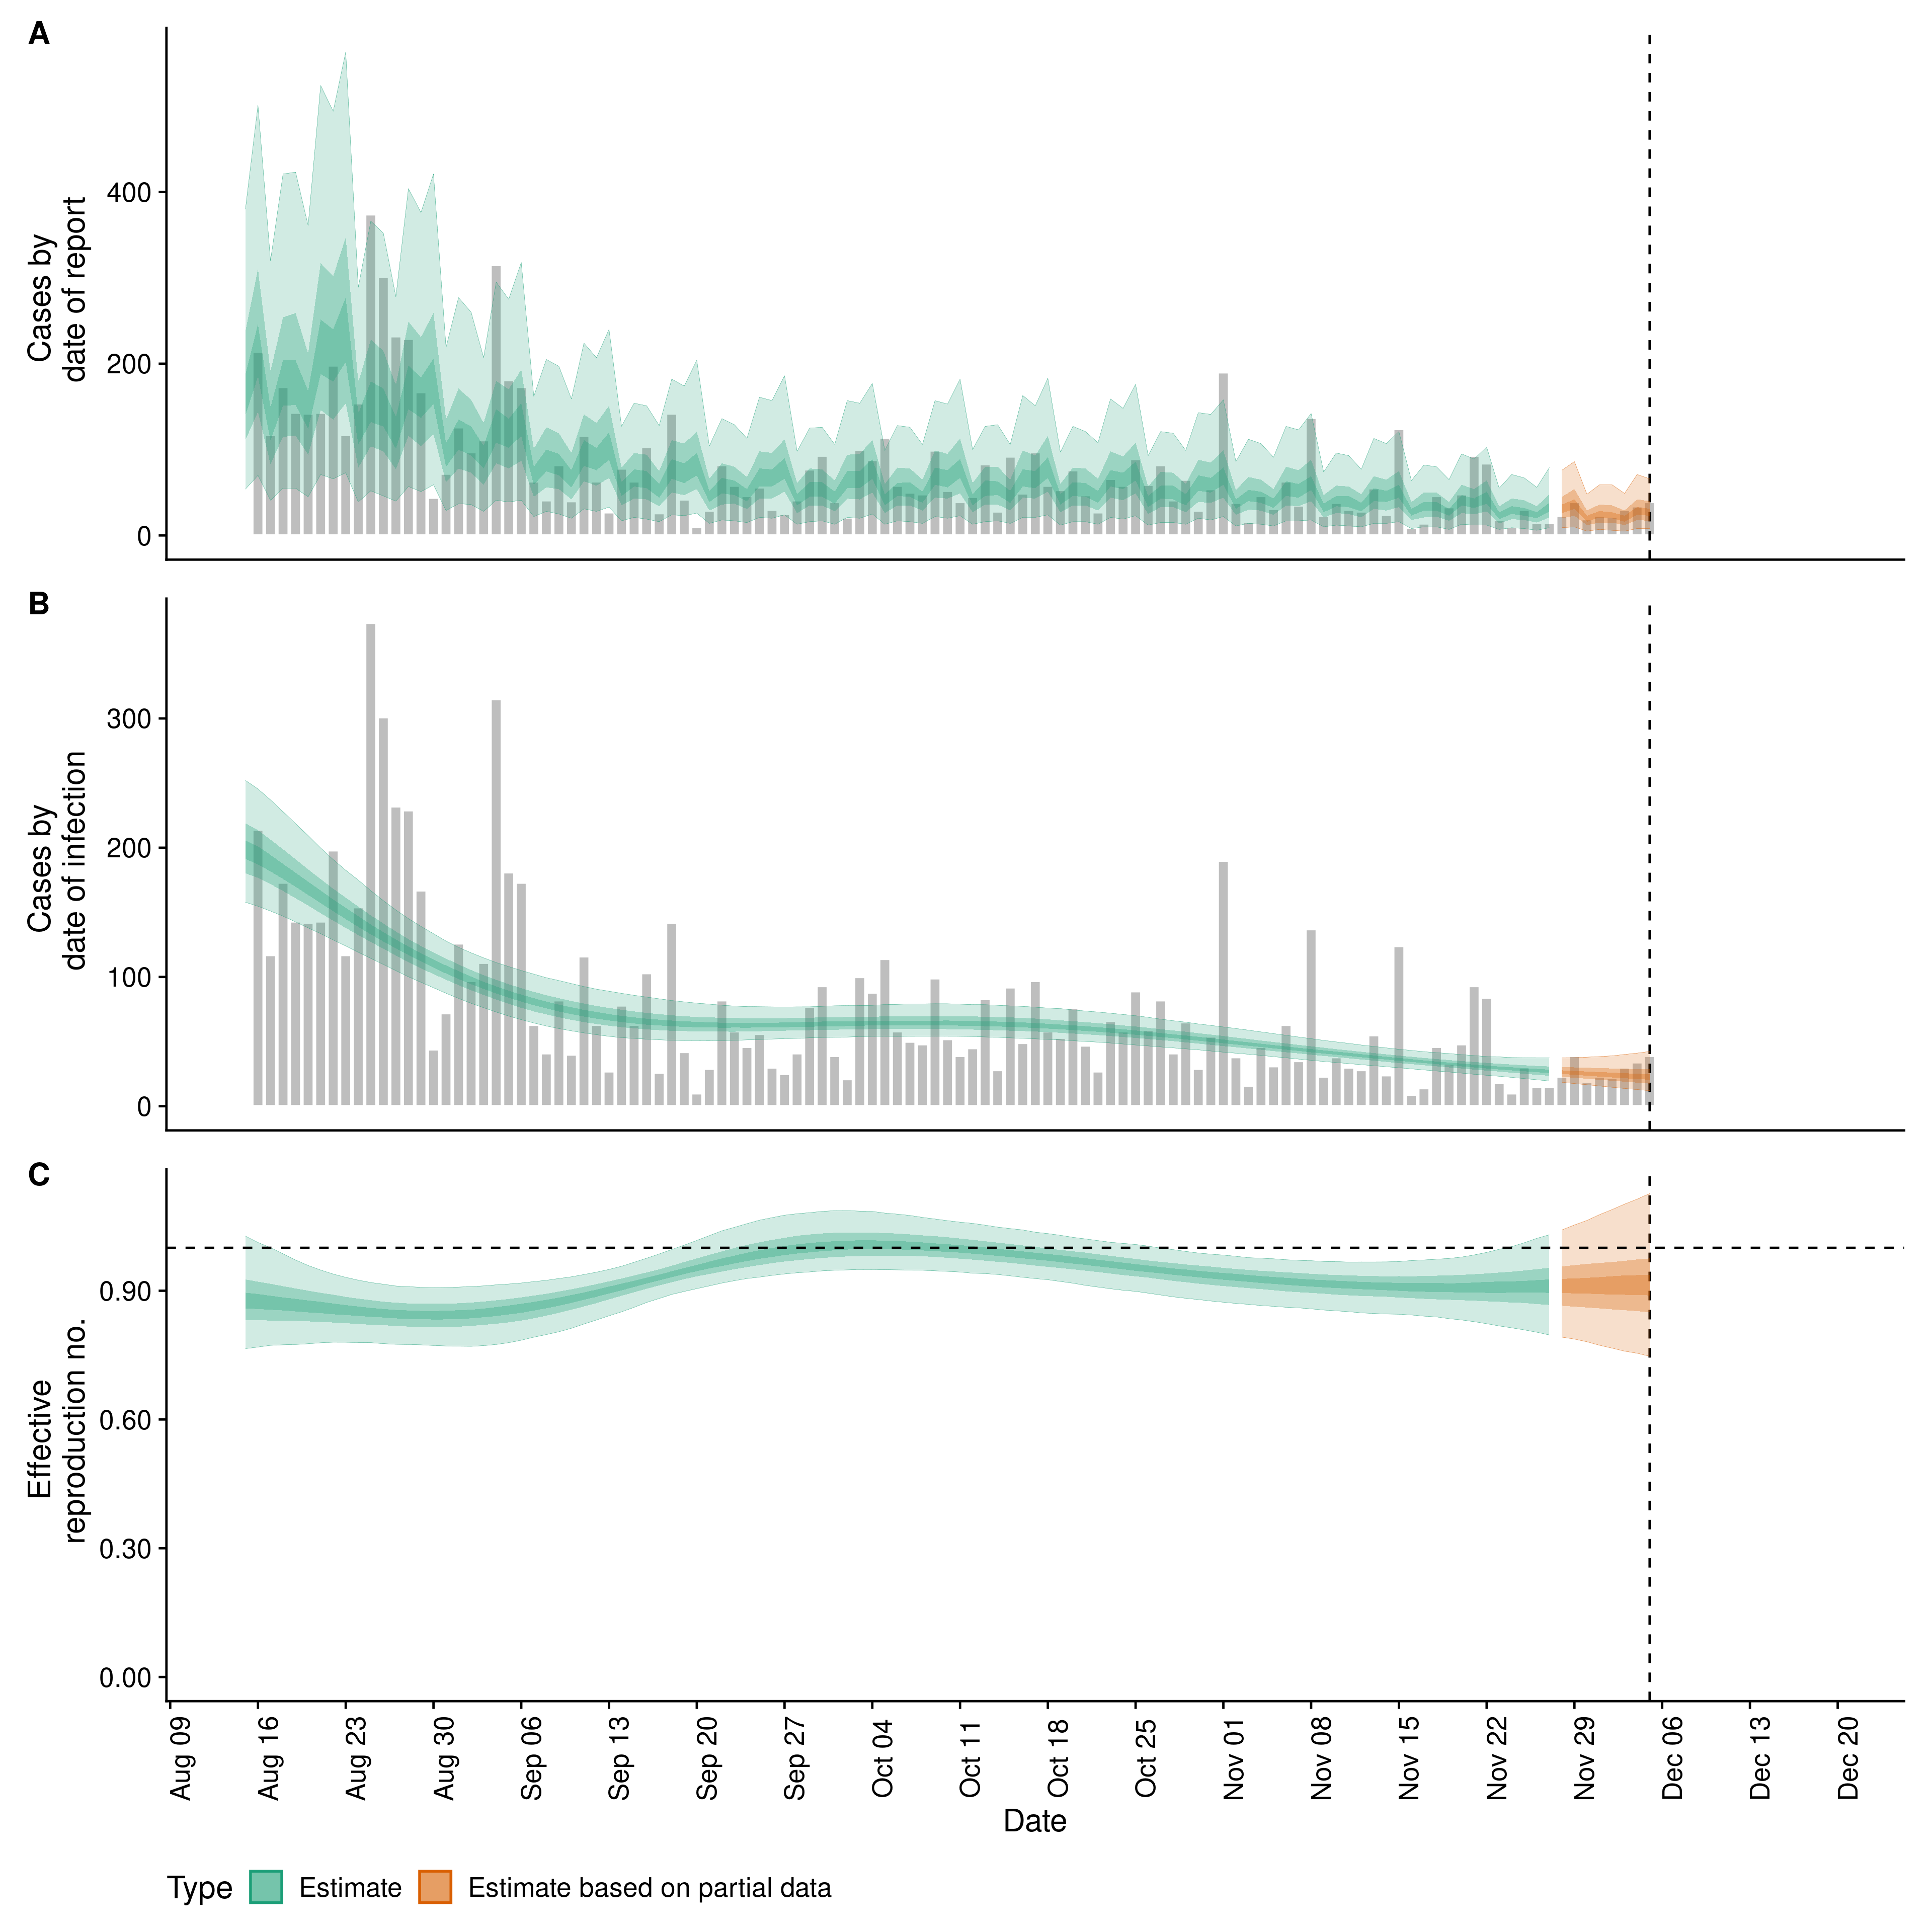 A
Cases by
date of report
400
200
0
B
Cases by
date of infection
300
200
100
0
C
Effective
reproduction no.
0.90
0.60
0.30
0.00
Aug 09
Aug 16
Aug 23
Aug 30
Sep 06
Sep 13
Sep 20
Sep 27
Oct 04
Oct 11
Oct 18
Oct 25
Nov 01
Nov 08
Nov 15
Nov 22
Nov 29
Dec 06
Dec 13
Dec 20
Date
Type Estimate Estimate based on partial data